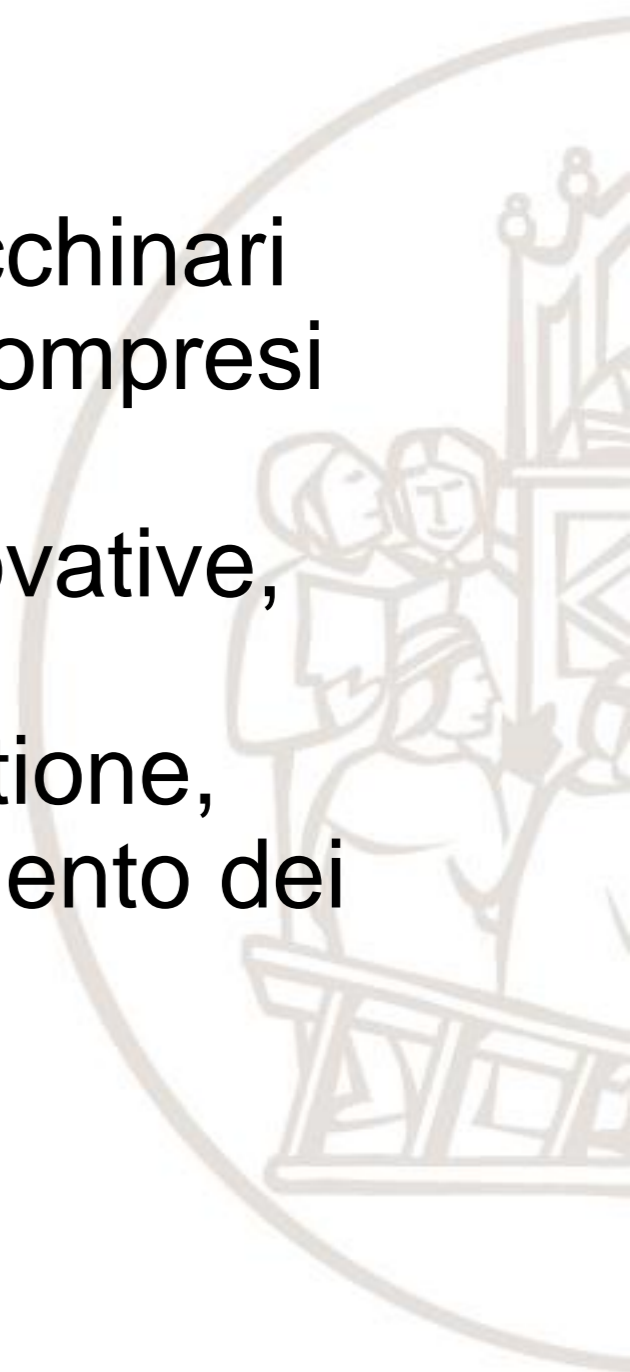 cchinari
ompresi
ovative,
tione,
ento dei